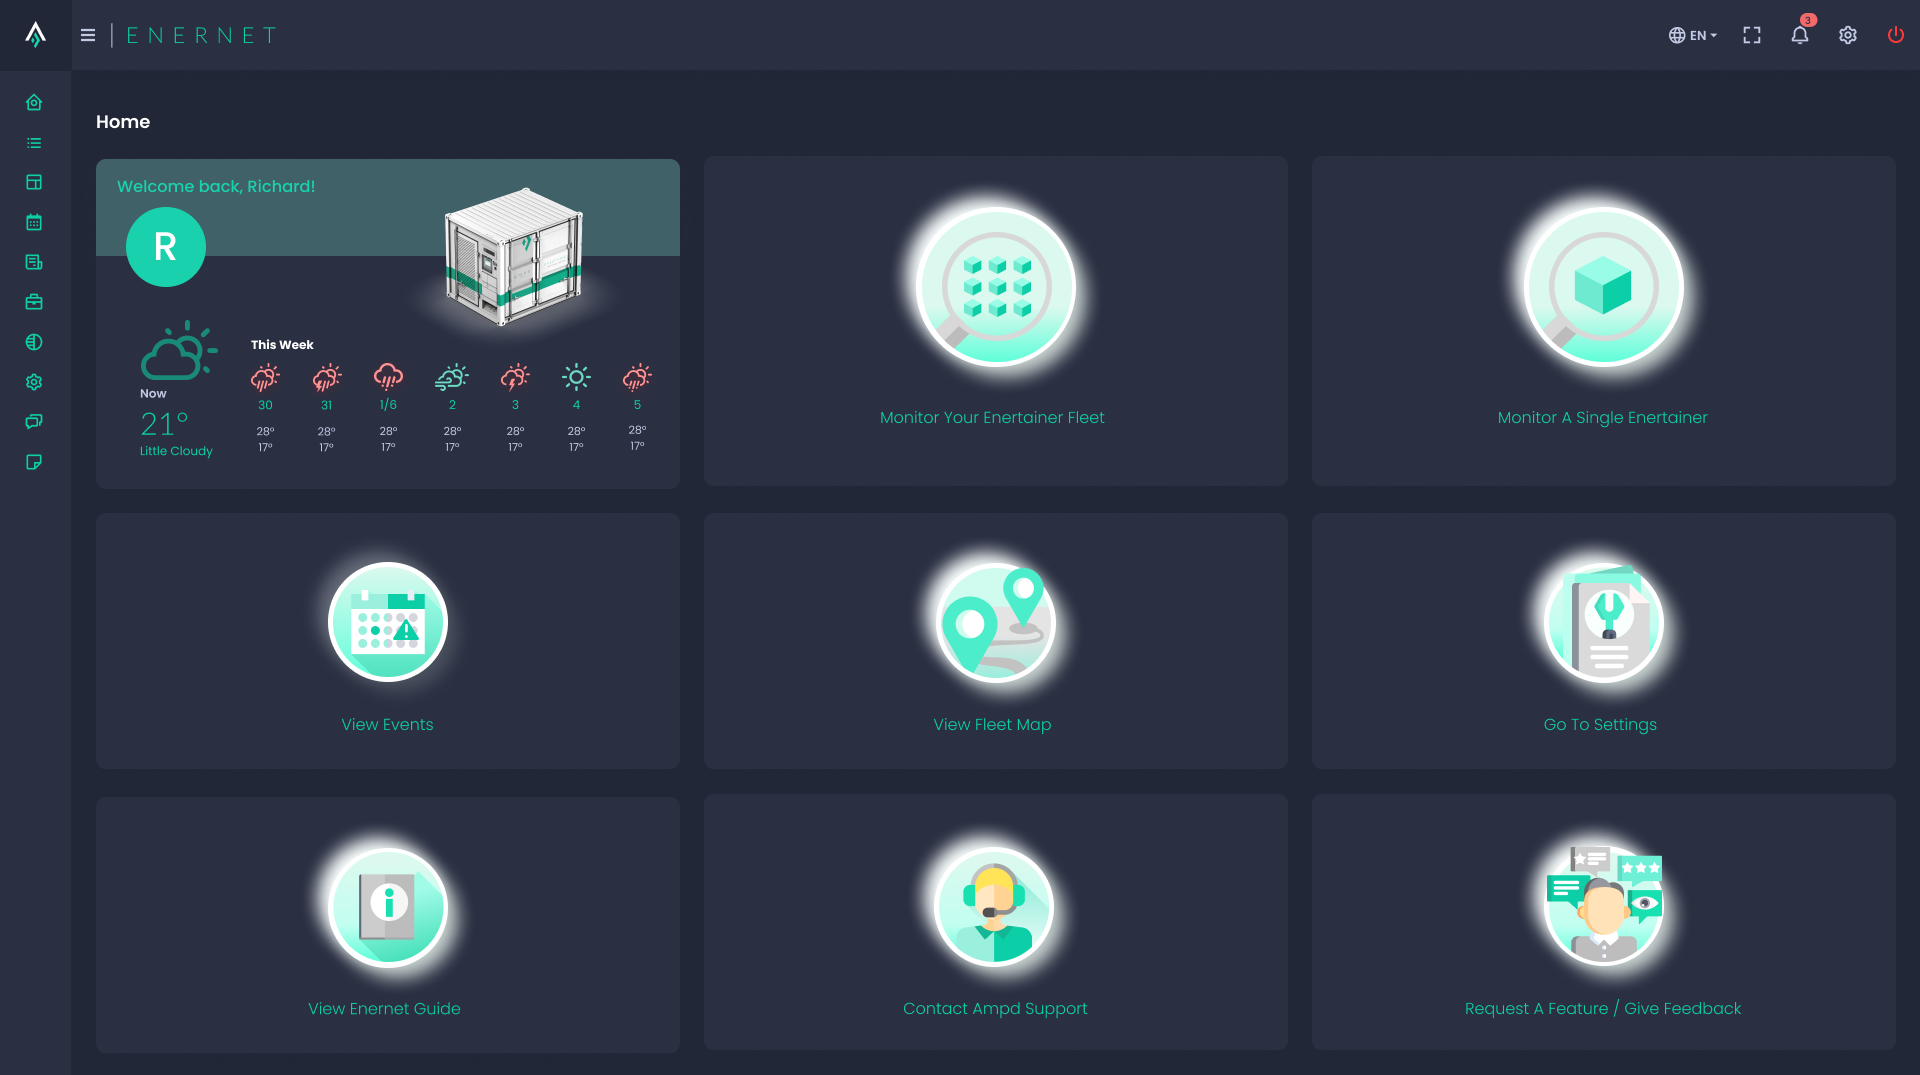 ENERNET
EN
3
Home
Welcome back, Richard!
R
This Week
Now
21°
Little Cloudy
30 31 1/6 2 3 4 5
28° 28° 28° 28° 28° 28° 28°
17° 17° 17° 17° 17° 17° 17°
Monitor Your Enertainer Fleet
Monitor A Single Enertainer
View Events
View Fleet Map
Go To Settings
View Enernet Guide
Contact Ampd Support
Request A Feature / Give Feedback